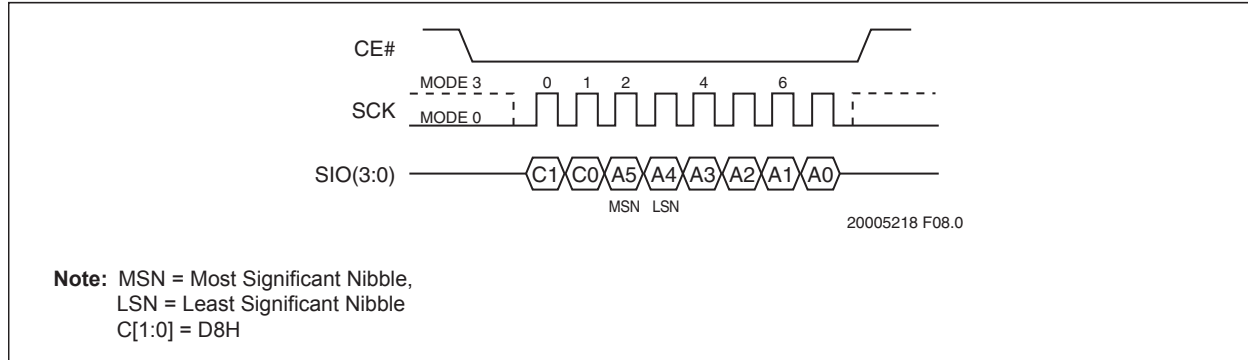 CE#
MODE 3 0 1 2 4 6
SCK
MODE 0
SIO(3:0) C1 C0 A5 A4 A3 A2 A1 A0
MSN LSN
20005218 F08.0
Note: MSN = Most Significant Nibble,
LSN = Least Significant Nibble
C[1:0] = D8H